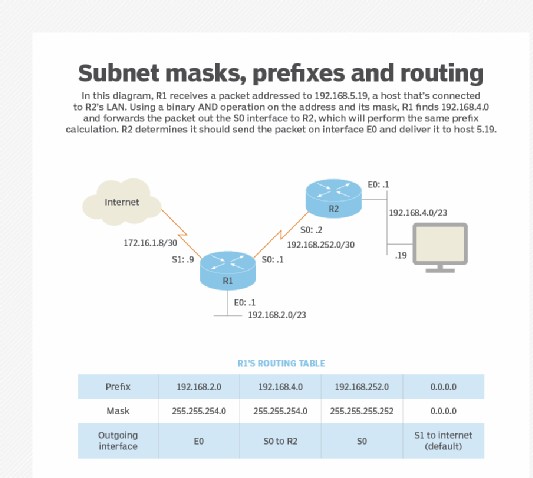 Subnet masks, prefixes and routing
In this diagram, R1 receives a packet addressed to 192.168.5.19, a host that's connected
to R2's LAN. Using a binary AND operation on the address and its mask, R1 finds 192.168.4.0
and forwards the packet out the S0 interface to R2, which will perform the same prefix
calculation. R2 determines it should send the packet on interface E0 and deliver it to host 5.19.
Internet
R2
E0: .1
192.168.4.0/23
S0: .2
172.16.1.8/30
192.168.252.0/30
.19
S1: .9
S0: .1
R1
E0: .1
192.168.2.0/23
R1'S ROUTING TABLE
Prefix 192.168.2.0 192.168.4.0 192.168.252.0 0.0.0.0
Mask 255.255.254.0 255.255.254.0 255.255.255.252 0.0.0.0
Outgoing interface E0 S0 to R2 S0 S1 to internet (default)